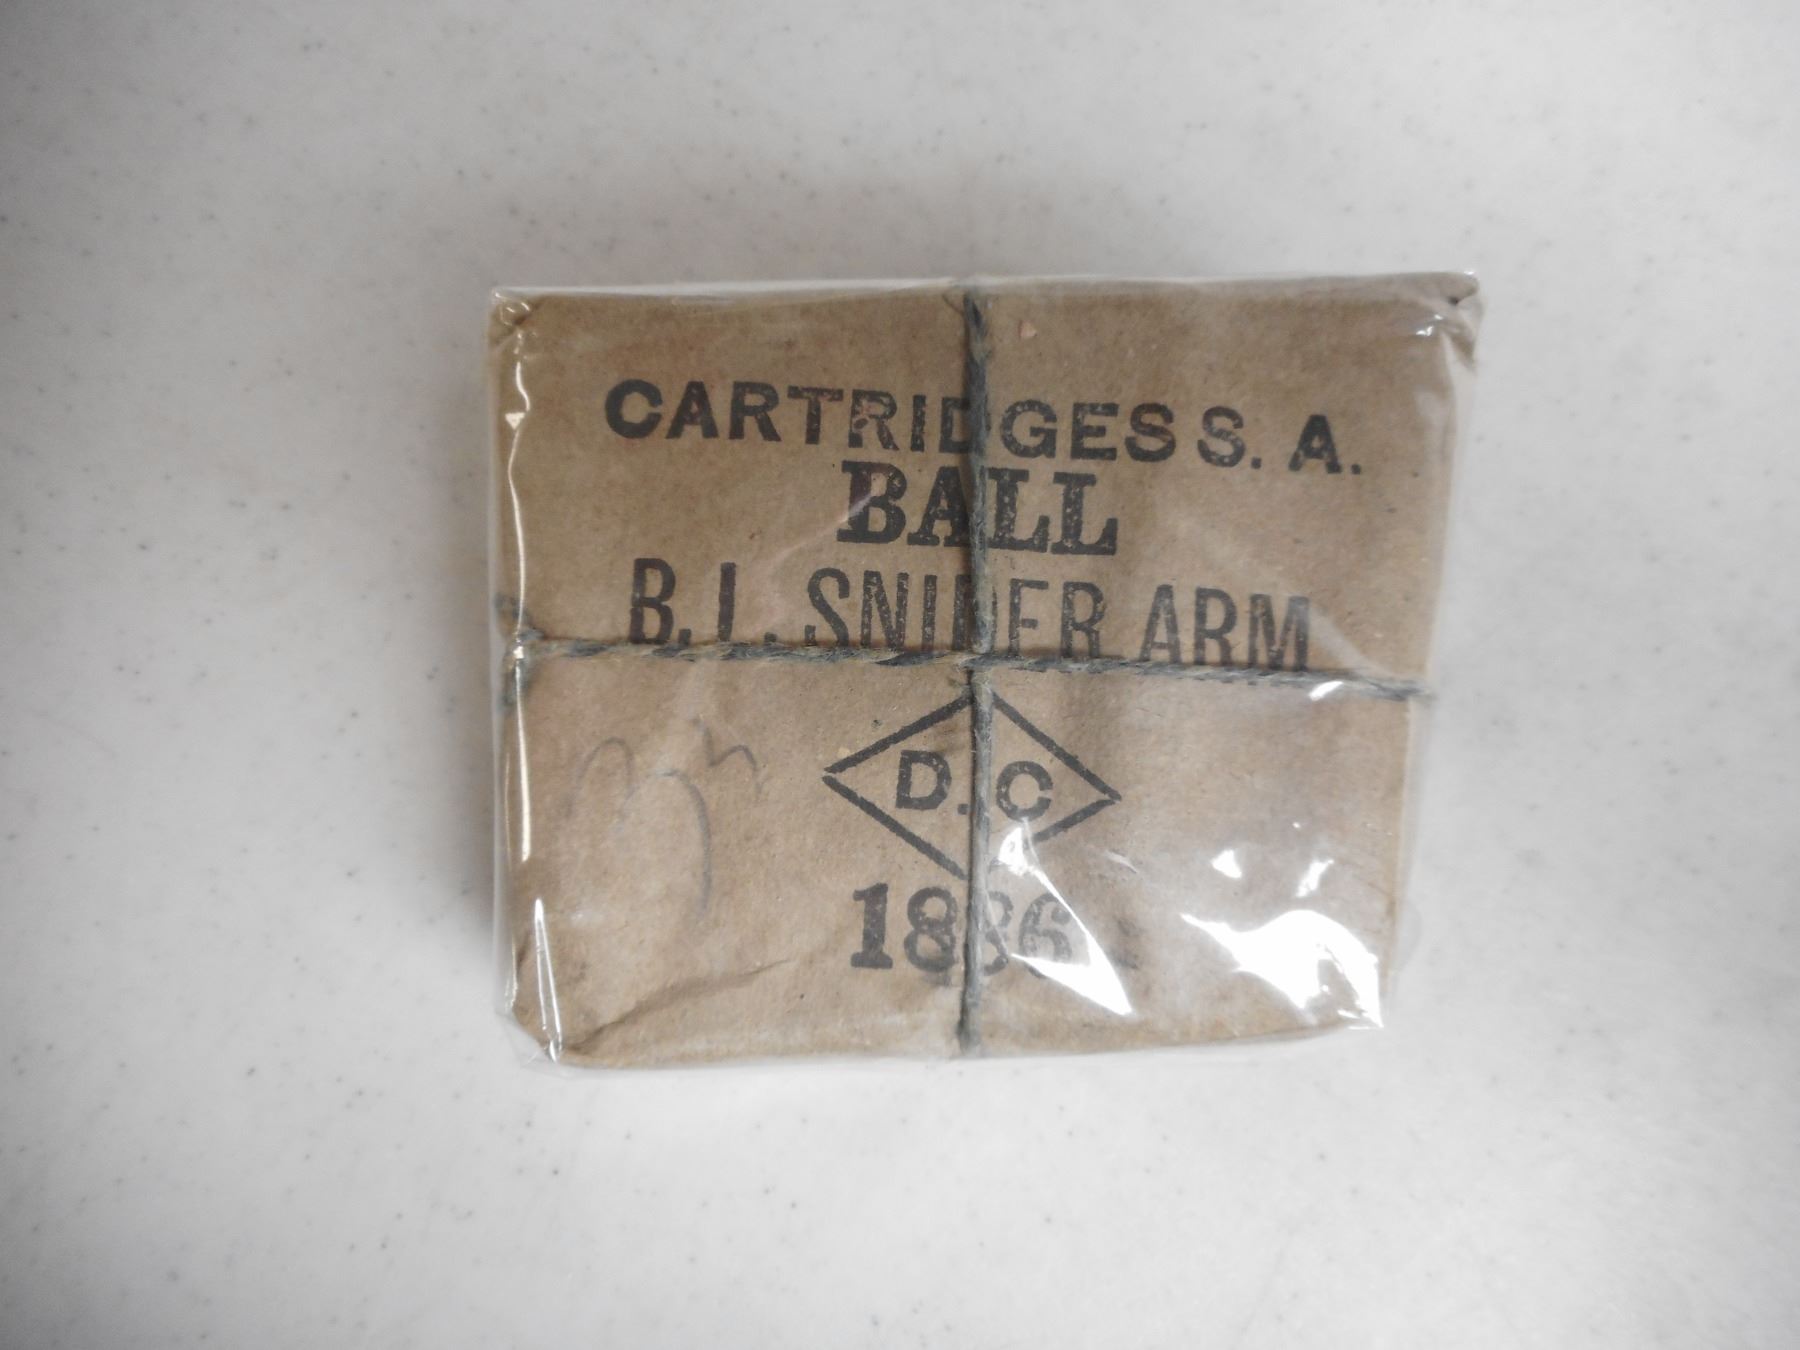 CARTRIDGES S. A.
BALL
B. L. SNIDER ARM
D. C
1886